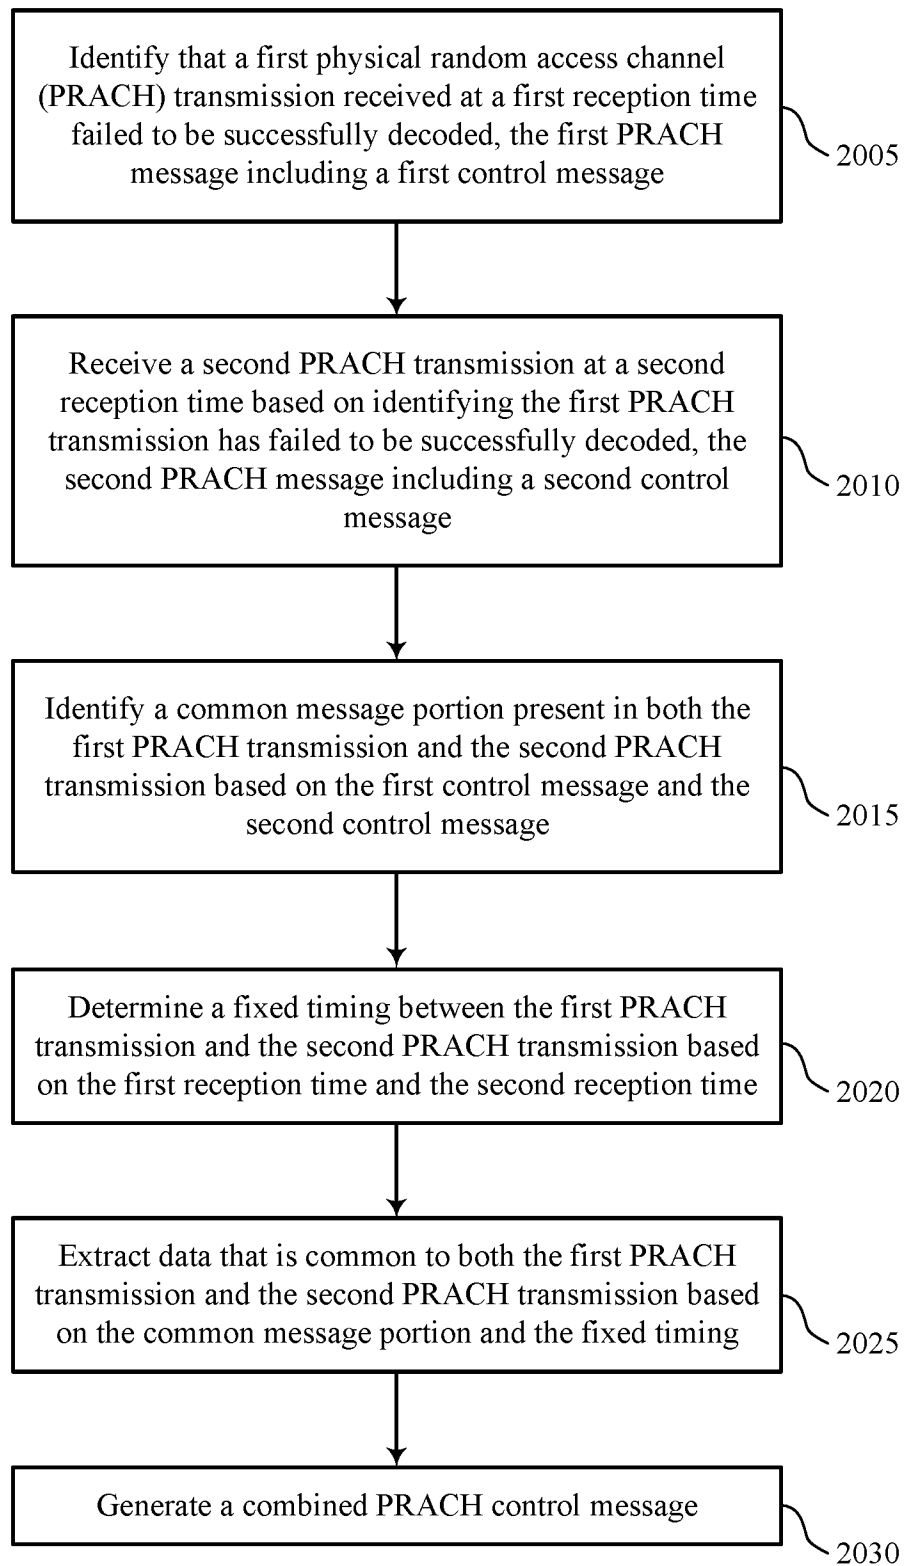 Identify that a first physical random access channel
(PRACH) transmission received at a first reception time
failed to be successfully decoded, the first PRACH
message including a first control message
2005
Receive a second PRACH transmission at a second
reception time based on identifying the first PRACH
transmission has failed to be successfully decoded, the
second PRACH message including a second control
message
2010
Identify a common message portion present in both the
first PRACH transmission and the second PRACH
transmission based on the first control message and the
second control message
2015
Determine a fixed timing between the first PRACH
transmission and the second PRACH transmission based
on the first reception time and the second reception time
2020
Extract data that is common to both the first PRACH
transmission and the second PRACH transmission based
on the common message portion and the fixed timing
2025
Generate a combined PRACH control message
2030